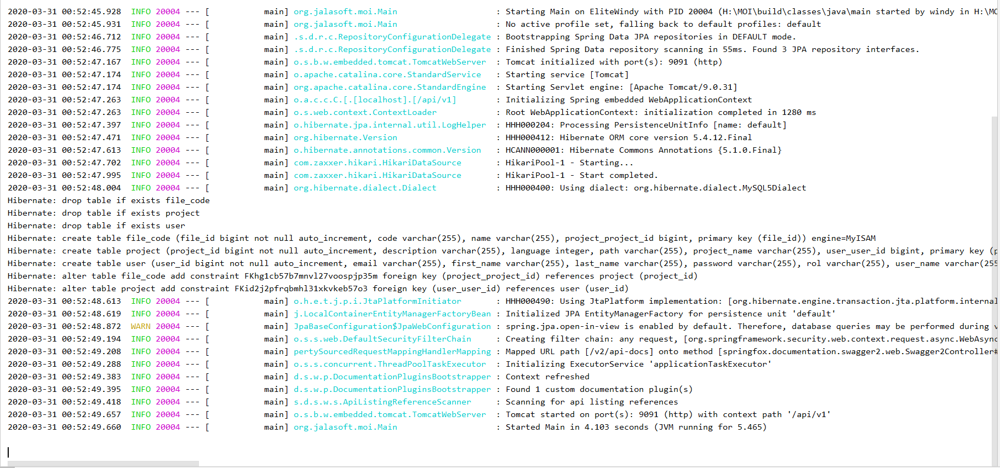 2020-03-31 00:52:45.928  INFO 20004 --- [           main] org.jalasoft.moi.Main                    : Starting Main on EliteWindy with PID 20004 (H:\MOI\build\classes\java\main started by windy in H:\MO
2020-03-31 00:52:45.931  INFO 20004 --- [           main] org.jalasoft.moi.Main                    : No active profile set, falling back to default profiles: default
2020-03-31 00:52:46.712  INFO 20004 --- [           main] .s.d.r.c.RepositoryConfigurationDelegate : Bootstrapping Spring Data JPA repositories in DEFAULT mode.
2020-03-31 00:52:46.775  INFO 20004 --- [           main] .s.d.r.c.RepositoryConfigurationDelegate : Finished Spring Data repository scanning in 55ms. Found 3 JPA repository interfaces.
2020-03-31 00:52:47.167  INFO 20004 --- [           main] o.s.b.w.embedded.tomcat.TomcatWebServer  : Tomcat initialized with port(s): 9091 (http)
2020-03-31 00:52:47.174  INFO 20004 --- [           main] o.apache.catalina.core.StandardService   : Starting service [Tomcat]
2020-03-31 00:52:47.174  INFO 20004 --- [           main] org.apache.catalina.core.StandardEngine  : Starting Servlet engine: [Apache Tomcat/9.0.31]
2020-03-31 00:52:47.263  INFO 20004 --- [           main] o.a.c.c.C.[.[localhost].[/api/v1]        : Initializing Spring embedded WebApplicationContext
2020-03-31 00:52:47.263  INFO 20004 --- [           main] o.s.web.context.ContextLoader            : Root WebApplicationContext: initialization completed in 1280 ms
2020-03-31 00:52:47.397  INFO 20004 --- [           main] o.hibernate.jpa.internal.util.LogHelper  : HHH000204: Processing PersistenceUnitInfo [name: default]
2020-03-31 00:52:47.471  INFO 20004 --- [           main] org.hibernate.Version                    : HHH000412: Hibernate ORM core version 5.4.12.Final
2020-03-31 00:52:47.613  INFO 20004 --- [           main] o.hibernate.annotations.common.Version   : HCANN000001: Hibernate Commons Annotations {5.1.0.Final}
2020-03-31 00:52:47.702  INFO 20004 --- [           main] com.zaxxer.hikari.HikariDataSource       : HikariPool-1 - Starting...
2020-03-31 00:52:47.995  INFO 20004 --- [           main] com.zaxxer.hikari.HikariDataSource       : HikariPool-1 - Start completed.
2020-03-31 00:52:48.004  INFO 20004 --- [           main] org.hibernate.dialect.Dialect            : HHH000400: Using dialect: org.hibernate.dialect.MySQL5Dialect
Hibernate: drop table if exists file_code
Hibernate: drop table if exists project
Hibernate: drop table if exists user
Hibernate: create table file_code (file_id bigint not null auto_increment, code varchar(255), name varchar(255), project_project_id bigint, primary key (file_id)) engine=MyISAM
Hibernate: create table project (project_id bigint not null auto_increment, description varchar(255), language integer, path varchar(255), project_name varchar(255), user_user_id bigint, primary key (p
Hibernate: create table user (user_id bigint not null auto_increment, email varchar(255), first_name varchar(255), last_name varchar(255), password varchar(255), rol varchar(255), user_name varchar(255
Hibernate: alter table file_code add constraint FKhg1cb57b7mnvl27voospjp35m foreign key (project_project_id) references project (project_id)
Hibernate: alter table project add constraint FKid2j2pfrqbmhl31xkvkeb57o3 foreign key (user_user_id) references user (user_id)
2020-03-31 00:52:48.613  INFO 20004 --- [           main] o.h.e.t.j.p.i.JtaPlatformInitiator       : HHH000490: Using JtaPlatform implementation: [org.hibernate.engine.transaction.jta.platform.internal
2020-03-31 00:52:48.619  INFO 20004 --- [           main] j.LocalContainerEntityManagerFactoryBean : Initialized JPA EntityManagerFactory for persistence unit 'default'
2020-03-31 00:52:48.872  WARN 20004 --- [           main] JpaBaseConfiguration$JpaWebConfiguration : spring.jpa.open-in-view is enabled by default. Therefore, database queries may be performed during v
2020-03-31 00:52:49.194  INFO 20004 --- [           main] o.s.s.web.DefaultSecurityFilterChain     : Creating filter chain: any request, [org.springframework.security.web.context.request.async.WebAsync
2020-03-31 00:52:49.208  INFO 20004 --- [           main] pertySourcedRequestMappingHandlerMapping : Mapped URL path [/v2/api-docs] onto method [springfox.documentation.swagger2.web.Swagger2Controller#
2020-03-31 00:52:49.288  INFO 20004 --- [           main] o.s.s.concurrent.ThreadPoolTaskExecutor  : Initializing ExecutorService 'applicationTaskExecutor'
2020-03-31 00:52:49.383  INFO 20004 --- [           main] d.s.w.p.DocumentationPluginsBootstrapper : Context refreshed
2020-03-31 00:52:49.395  INFO 20004 --- [           main] d.s.w.p.DocumentationPluginsBootstrapper : Found 1 custom documentation plugin(s)
2020-03-31 00:52:49.418  INFO 20004 --- [           main] s.d.s.w.s.ApiListingReferenceScanner     : Scanning for api listing references
2020-03-31 00:52:49.657  INFO 20004 --- [           main] o.s.b.w.embedded.tomcat.TomcatWebServer  : Tomcat started on port(s): 9091 (http) with context path '/api/v1'
2020-03-31 00:52:49.660  INFO 20004 --- [           main] org.jalasoft.moi.Main                    : Started Main in 4.103 seconds (JVM running for 5.465)